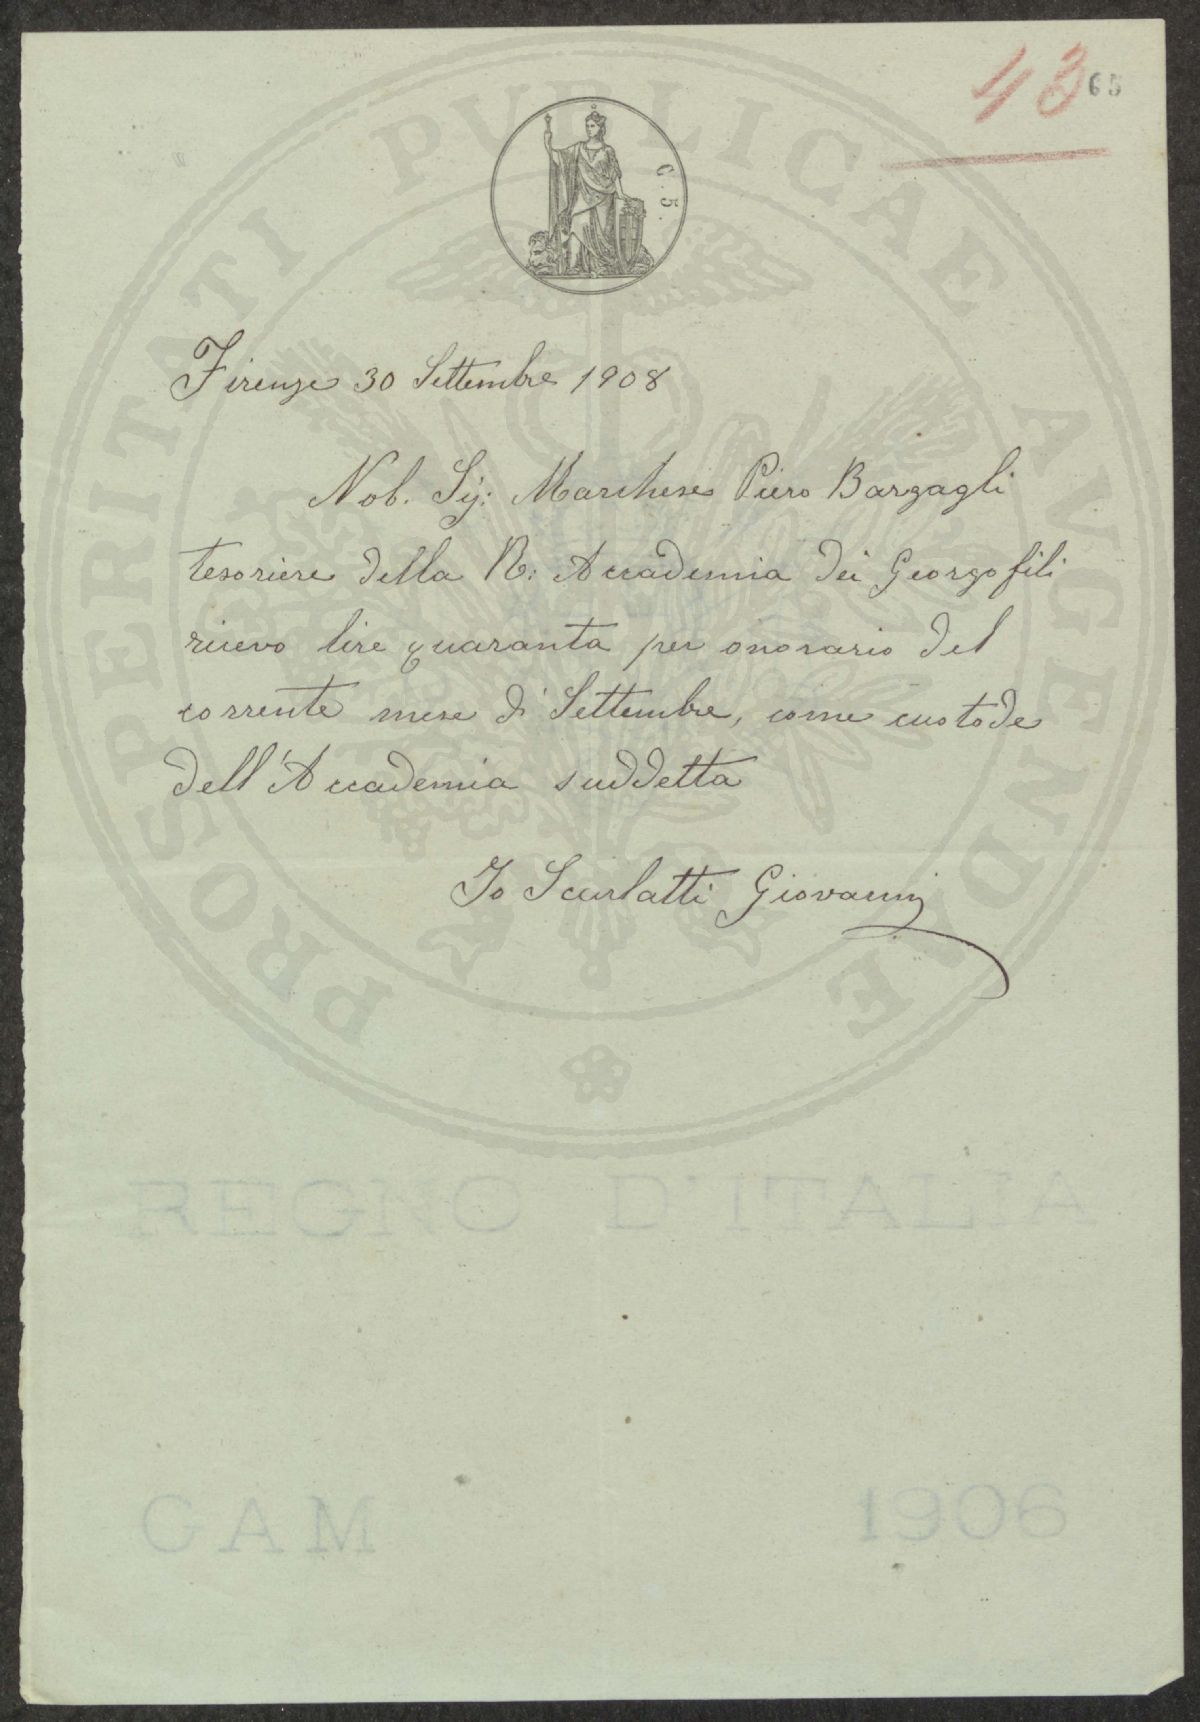 43
65
C. 5.
PROSPERITATI PUBLICAE AVGENDAE
Firenze 30 Settembre 1908
Nob. Sig: Marchese Piero Bargagli
tesoriere della R: Accademia dei Georgofili
ricevo lire quaranta per onorario del
corrente mese di Settembre, come custode
dell'Accademia suddetta
Io Scarlatti Giovanni
REGNO D'ITALIA
GAM 1906